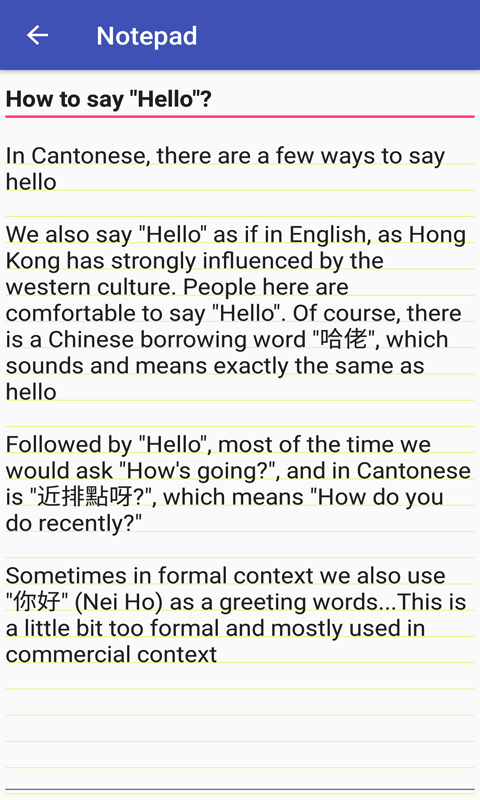 Notepad
How to say "Hello"?
In Cantonese, there are a few ways to say
hello
We also say "Hello" as if in English, as Hong
Kong has strongly influenced by the
western culture. People here are
comfortable to say "Hello". Of course, there
is a Chinese borrowing word "哈佬", which
sounds and means exactly the same as
hello
Followed by "Hello", most of the time we
would ask "How's going?", and in Cantonese
is "近排點呀?", which means "How do you
do recently?"
Sometimes in formal context we also use
"你好" (Nei Ho) as a greeting words...This is
a little bit too formal and mostly used in
commercial context